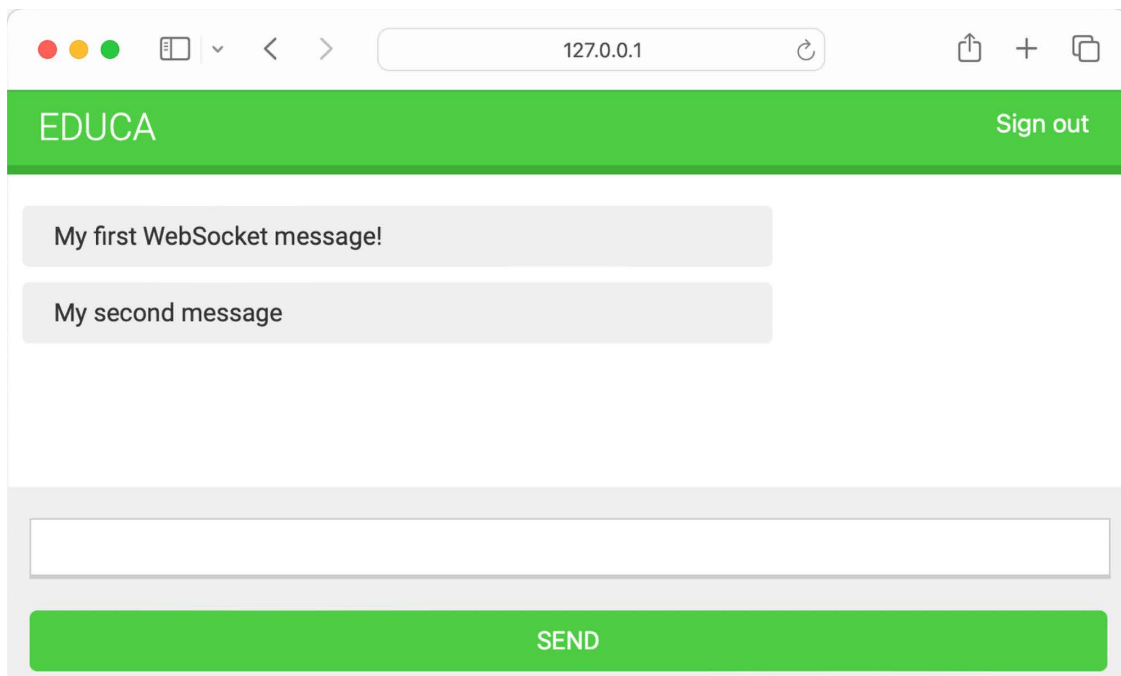 127.0.0.1
EDUCA
Sign out
My first WebSocket message!
My second message
SEND